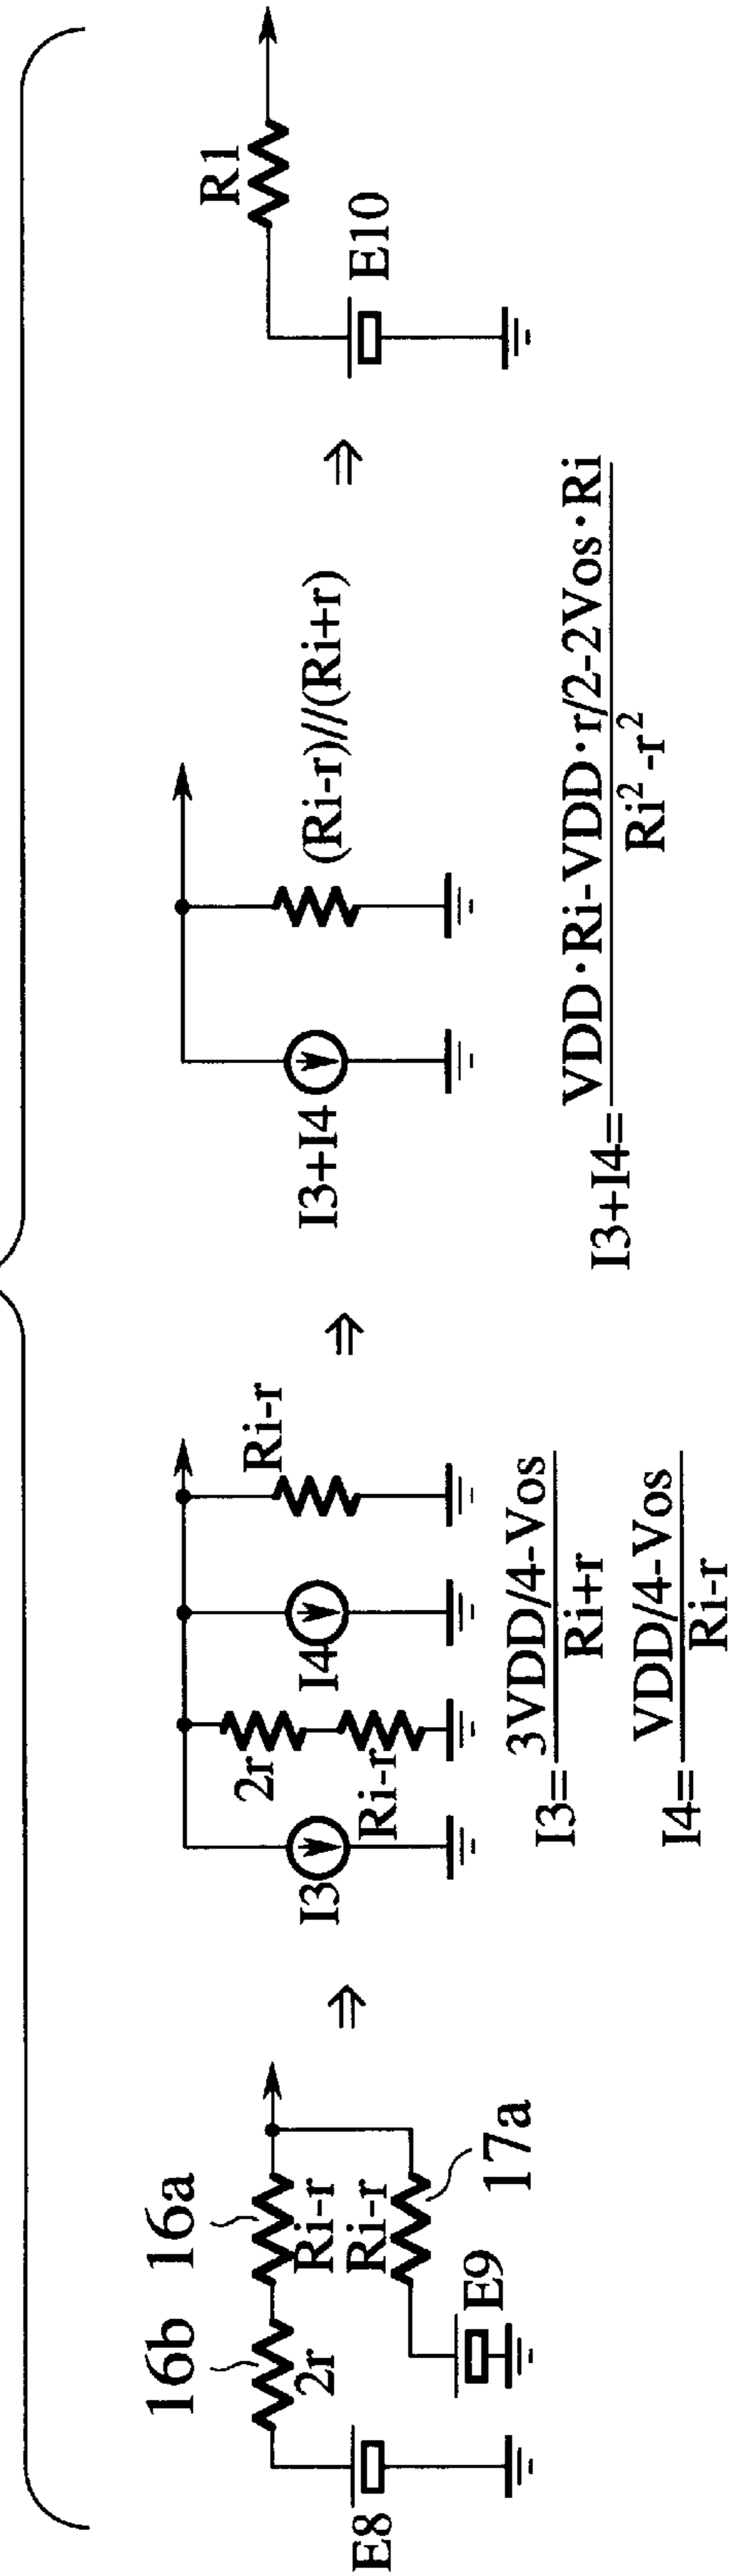 16b
16a
E8
2r
Ri-r
Ri-r
E9
17a
⇒
I3
2r
Ri-r
I4
Ri-r
I3=(3VDD/4-Vos)/(Ri+r)
I4=(VDD/4-Vos)/(Ri-r)
⇒
I3+I4
(Ri-r)//(Ri+r)
I3+I4=(VDD·Ri-VDD·r/2-2Vos·Ri)/(Ri²-r²)
⇒
R1
E10